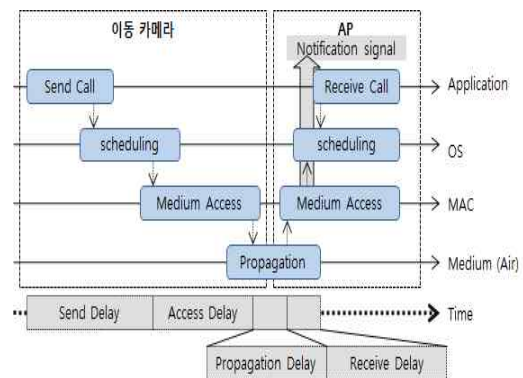 이동 카메라
AP
Notification signal
Send Call
Receive Call
Application
scheduling
scheduling
OS
Medium Access
Medium Access
MAC
Propagation
Medium (Air)
Send Delay
Access Delay
Time
Propagation Delay
Receive Delay